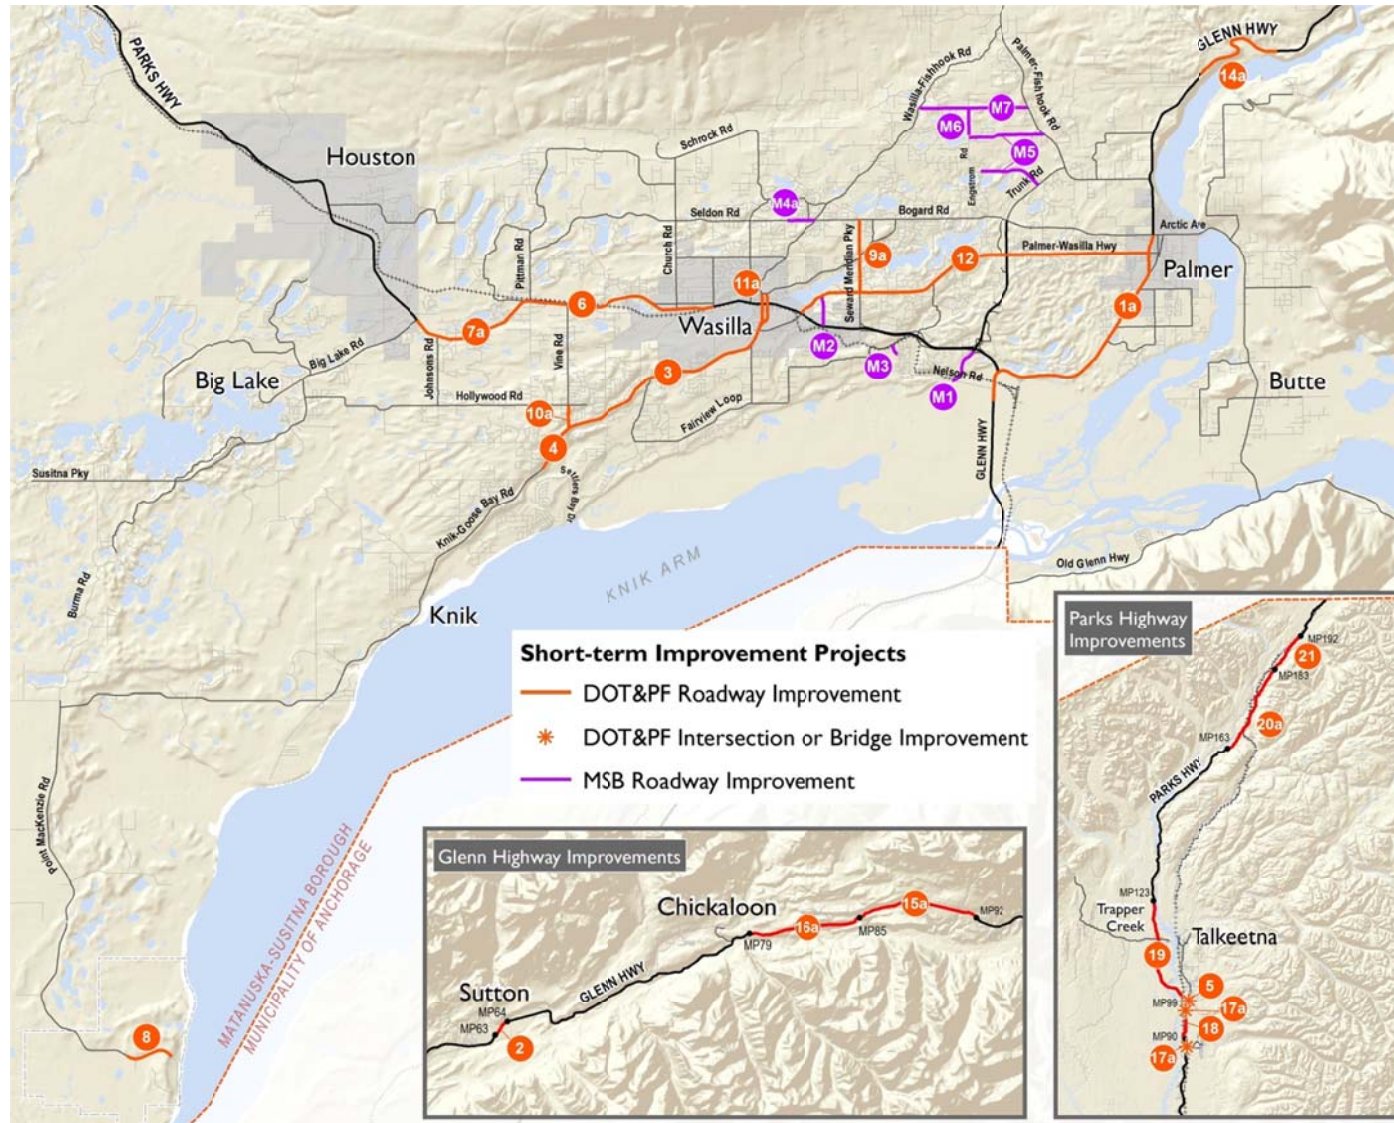 PARKS HWY
GLENN HWY
14a
Wasilla-Fishhook Rd
Palmer-Fishhook Rd
M7
M6
M5
Schrock Rd
Houston
Engstrom Rd
Trunk Rd
M4a
Seldon Rd
Bogard Rd
Arctic Ave
Pittman Rd
Church Rd
Seward Meridian Pky
9a
12
Palmer-Wasilla Hwy
Palmer
11a
6
1a
7a
Wasilla
Vine Rd
M2
M3
Big Lake Rd
Johnsons Rd
3
Nelson Rd
M1
Big Lake
Butte
Hollywood Rd
10a
Fairview Loop
4
GLENN HWY
Susitna Pky
Settlers Bay Dr
Knik-Goose Bay Rd
KNIK ARM
Old Glenn Hwy
Burma Rd
Knik
Short-term Improvement Projects
DOT&PF Roadway Improvement
DOT&PF Intersection or Bridge Improvement
MSB Roadway Improvement
Point MacKenzie Rd
MATANUSKA-SUSITNA BOROUGH
MUNICIPALITY OF ANCHORAGE
8
Glenn Highway Improvements
Chickaloon
15a
16a
MP92
MP85
MP79
GLENN HWY
Sutton
MP64
MP63
2
Parks Highway
Improvements
MP192
21
MP183
20a
MP163
PARKS HWY
MP123
Trapper
Creek
Talkeetna
19
5
MP99
17a
18
MP90
17a